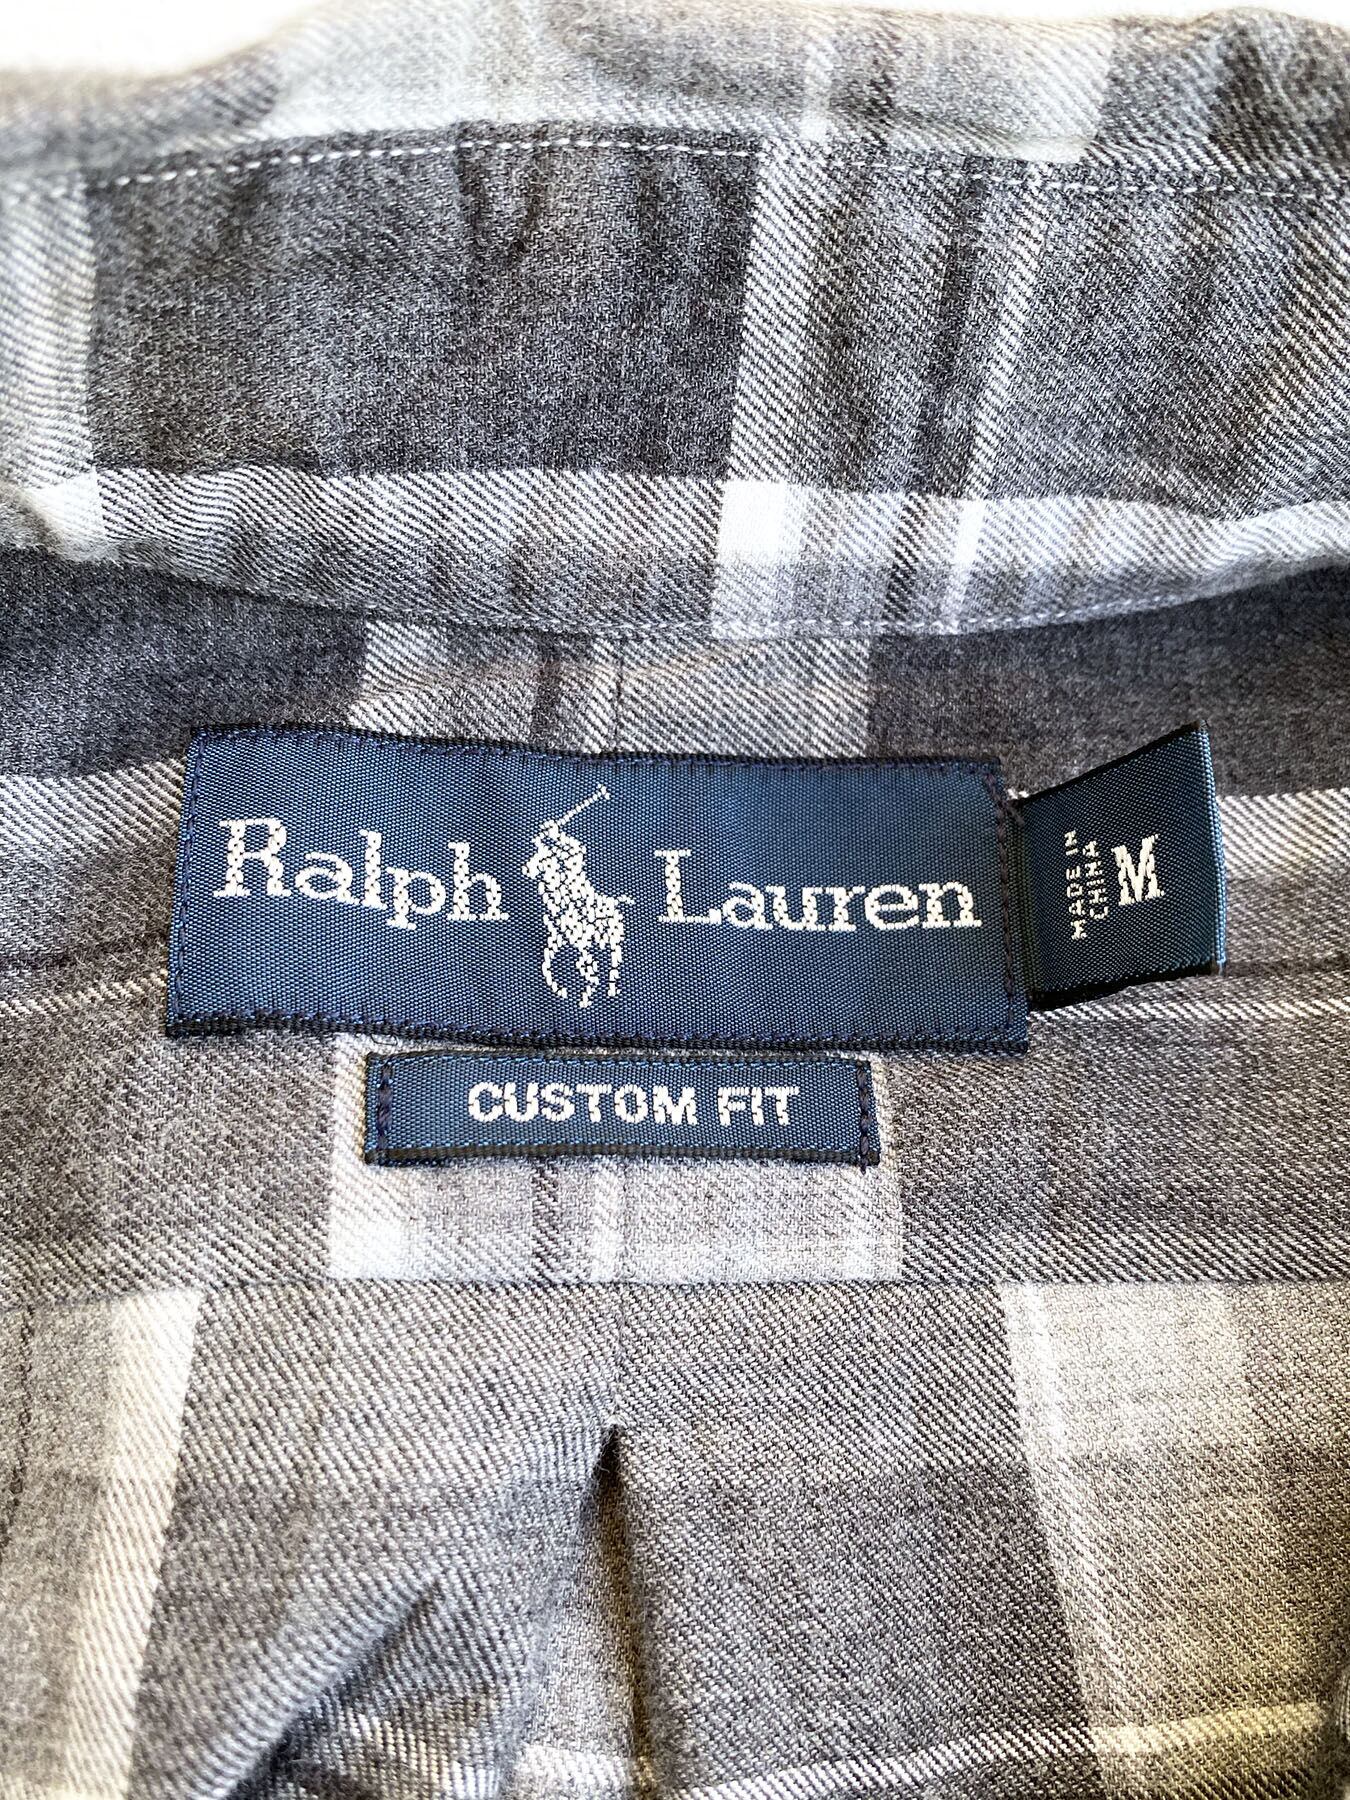 Ralph Lauren
MADE IN
CHINA
M
CUSTOM FIT